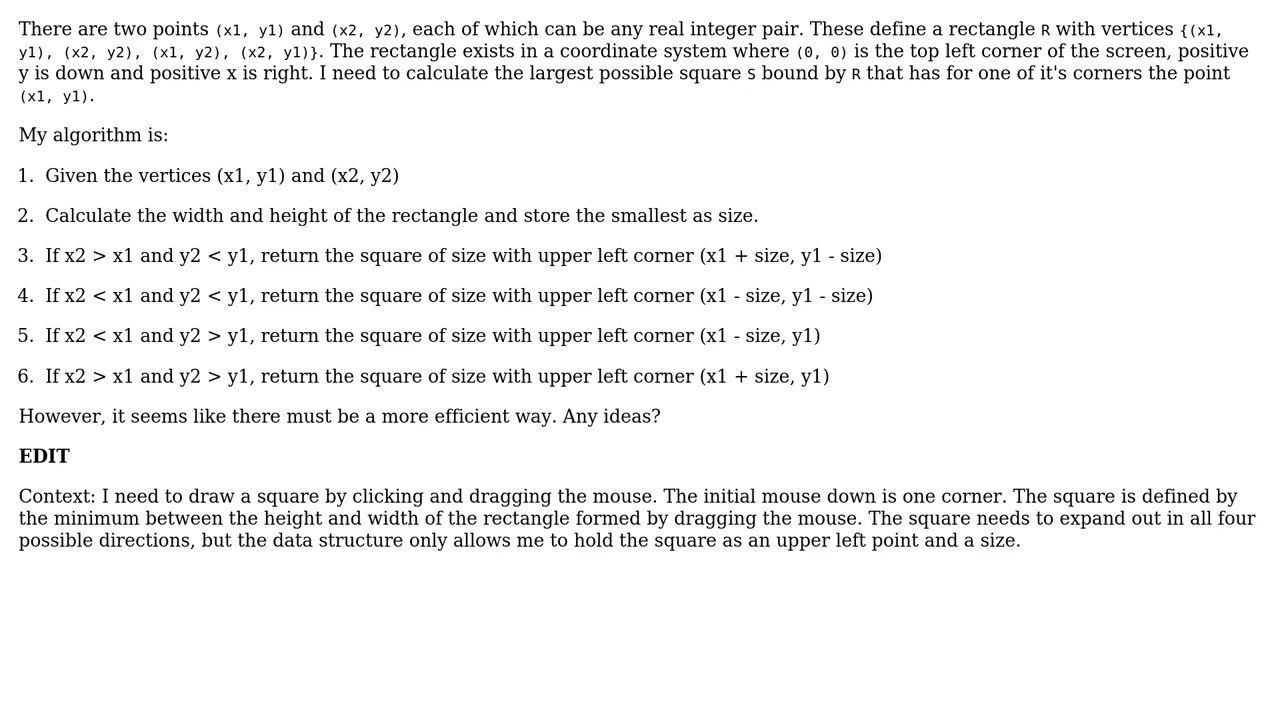 There are two points (x1, y1) and (x2, y2), each of which can be any real integer pair. These define a rectangle R with vertices {(x1,
y1), (x2, y2), (x1, y2), (x2, y1)}. The rectangle exists in a coordinate system where (0, 0) is the top left corner of the screen, positive
y is down and positive x is right. I need to calculate the largest possible square S bound by R that has for one of it's corners the point
(x1, y1).
My algorithm is:
1. Given the vertices (x1, y1) and (x2, y2)
2. Calculate the width and height of the rectangle and store the smallest as size.
3. If x2 > x1 and y2 < y1, return the square of size with upper left corner (x1 + size, y1 - size)
4. If x2 < x1 and y2 < y1, return the square of size with upper left corner (x1 - size, y1 - size)
5. If x2 < x1 and y2 > y1, return the square of size with upper left corner (x1 - size, y1)
6. If x2 > x1 and y2 > y1, return the square of size with upper left corner (x1 + size, y1)
However, it seems like there must be a more efficient way. Any ideas?
EDIT
Context: I need to draw a square by clicking and dragging the mouse. The initial mouse down is one corner. The square is defined by
the minimum between the height and width of the rectangle formed by dragging the mouse. The square needs to expand out in all four
possible directions, but the data structure only allows me to hold the square as an upper left point and a size.